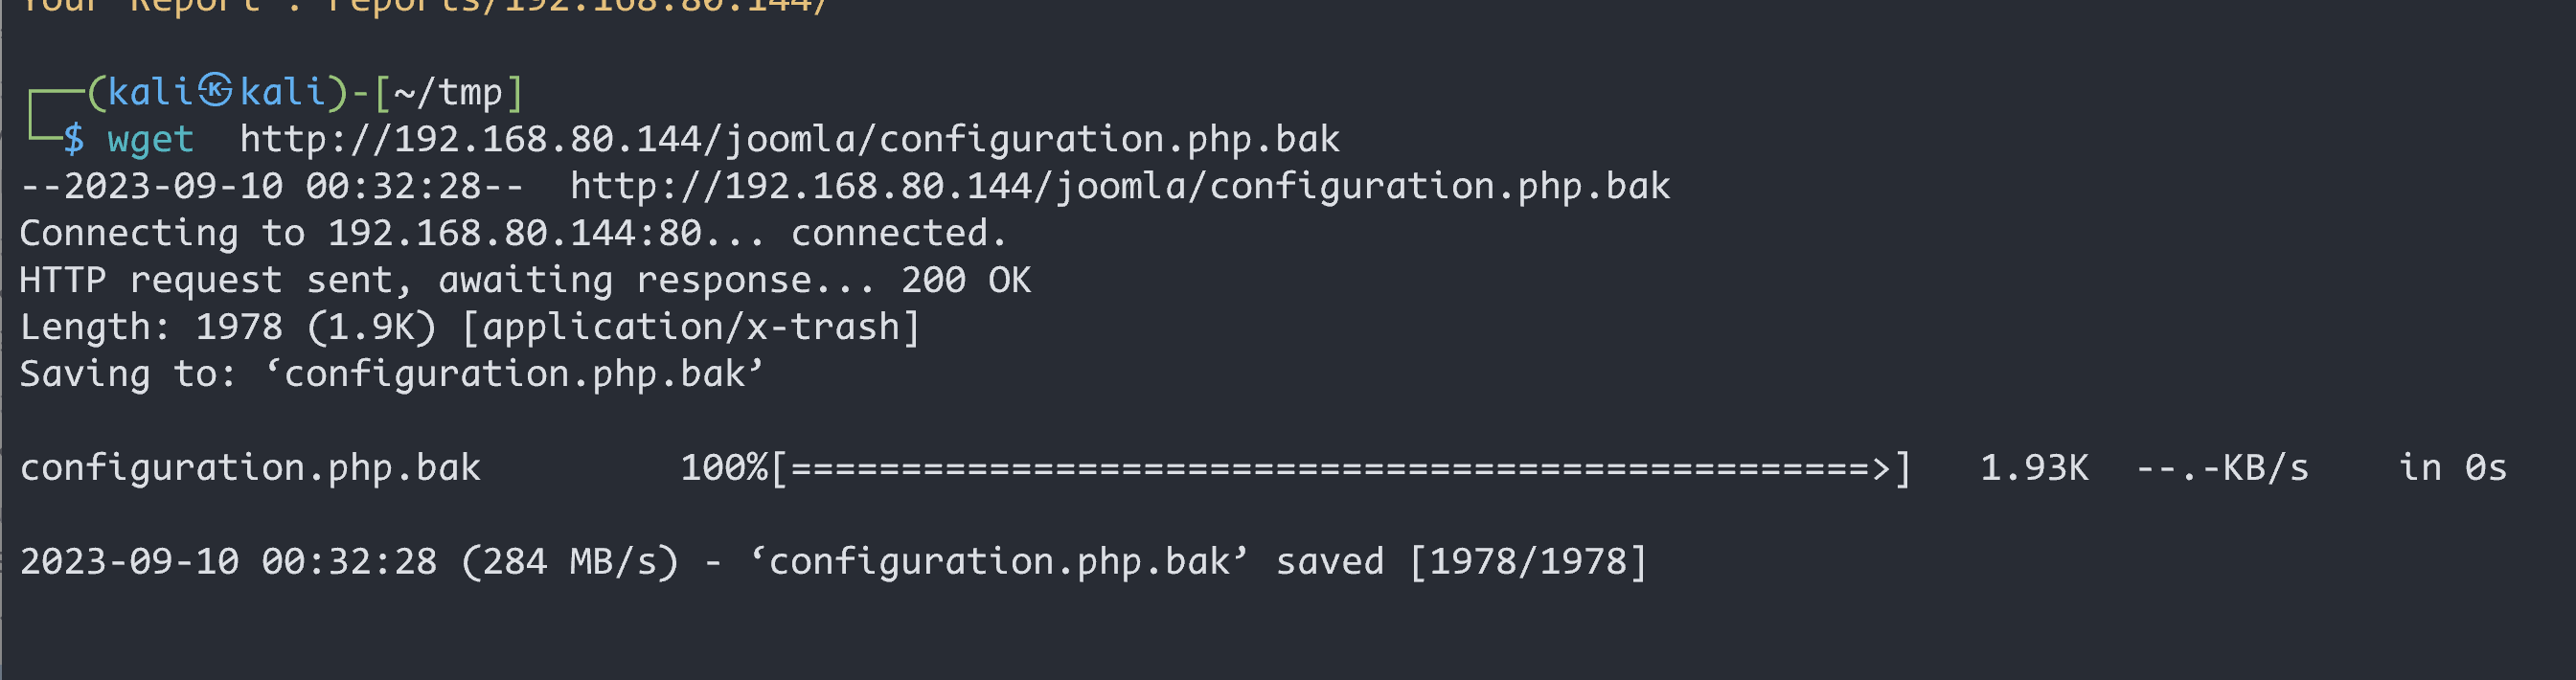 Your Report : reports/192.168.80.144/
┌──(kali㉿kali)-[~/tmp]
└─$ wget  http://192.168.80.144/joomla/configuration.php.bak
--2023-09-10 00:32:28--  http://192.168.80.144/joomla/configuration.php.bak
Connecting to 192.168.80.144:80... connected.
HTTP request sent, awaiting response... 200 OK
Length: 1978 (1.9K) [application/x-trash]
Saving to: ‘configuration.php.bak’
configuration.php.bak         100%[=================================================>]   1.93K  --.-KB/s    in 0s
2023-09-10 00:32:28 (284 MB/s) - ‘configuration.php.bak’ saved [1978/1978]